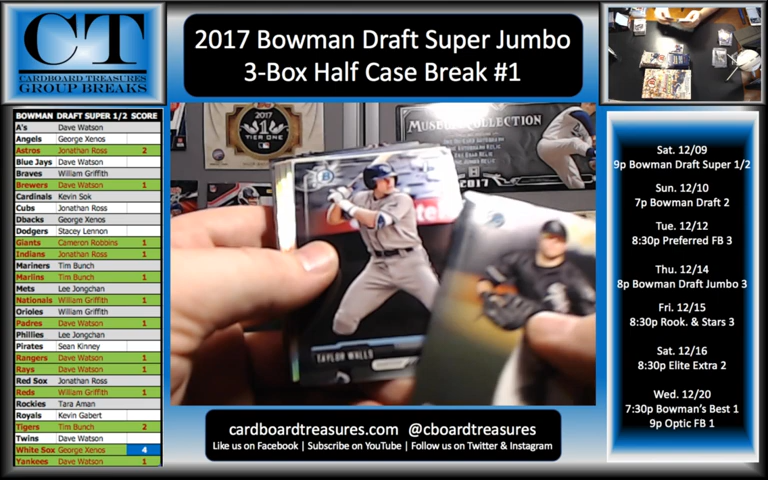 CT
CARDBOARD TREASURES
GROUP BREAKS
2017 Bowman Draft Super Jumbo
3-Box Half Case Break #1
BOWMAN DRAFT SUPER 1/2 SCORE
A's Dave Watson
Angels George Xenos
Astros Jonathan Ross 2
Blue Jays Dave Watson
Braves William Griffith
Brewers Dave Watson 1
Cardinals Kevin Sok
Cubs Jonathan Ross
Dbacks George Xenos
Dodgers Stacey Lennon
Giants Cameron Robbins 1
Indians Jonathan Ross 1
Mariners Tim Bunch
Marlins Tim Bunch 1
Mets Lee Jongchan
Nationals William Griffith 1
Orioles William Griffith
Padres Dave Watson 1
Phillies Lee Jongchan
Pirates Sean Kinney
Rangers Dave Watson 1
Rays Dave Watson 1
Red Sox Jonathan Ross
Reds William Griffith 1
Rockies Tara Aman
Royals Kevin Gabert
Tigers Tim Bunch 2
Twins Dave Watson
White Sox George Xenos 4
Yankees Dave Watson 1
2017
TIER ONE
MUSEUM COLLECTION
2017
TAYLOR WALLS
Sat. 12/09
9p Bowman Draft Super 1/2
Sun. 12/10
7p Bowman Draft 2
Tue. 12/12
8:30p Preferred FB 3
Thu. 12/14
8p Bowman Draft Jumbo 3
Fri. 12/15
8:30p Rook. & Stars 3
Sat. 12/16
8:30p Elite Extra 2
Wed. 12/20
7:30p Bowman's Best 1
9p Optic FB 1
cardboardtreasures.com @cboardtreasures
Like us on Facebook | Subscribe on YouTube | Follow us on Twitter & Instagram